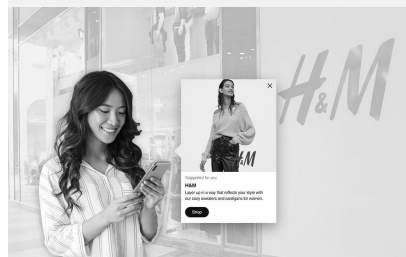 H&M
H&M
Suggested for you
H&M
Layer up in a way that reflects your style with
our cozy sweaters and cardigans for women.
Shop